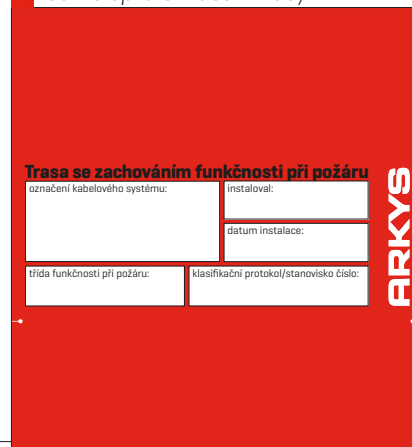 Trasa se zachováním funkčnosti při požáru
označení kabelového systému:
instaloval:
datum instalace:
třída funkčnosti při požáru:
klasifikační protokol/stanovisko číslo:
ARKYS